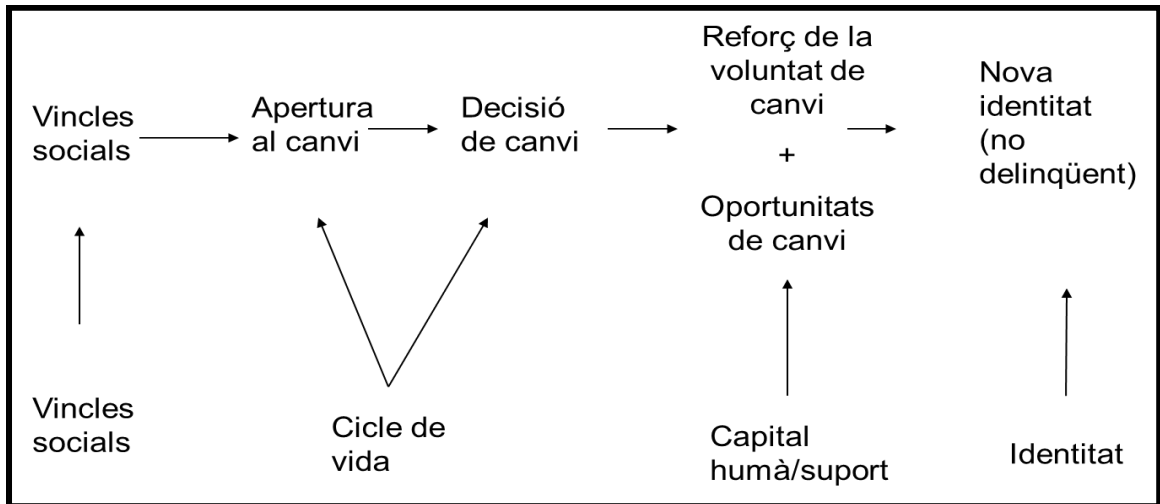 Vincles
socials
Apertura
al canvi
Decisió
de canvi
Reforç de la
voluntat de
canvi
+
Oportunitats
de canvi
Nova
identitat
(no
delinqüent)
Vincles
socials
Cicle de
vida
Capital
humà/suport
Identitat